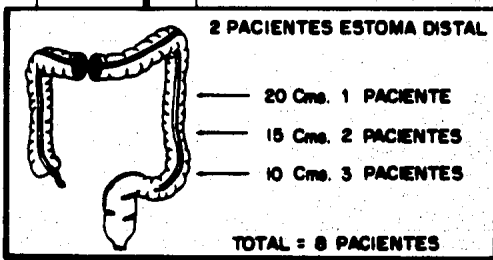 2 PACIENTES ESTOMA DISTAL
20 Cms. 1 PACIENTE
15 Cms. 2 PACIENTES
10 Cms. 3 PACIENTES
TOTAL = 8 PACIENTES